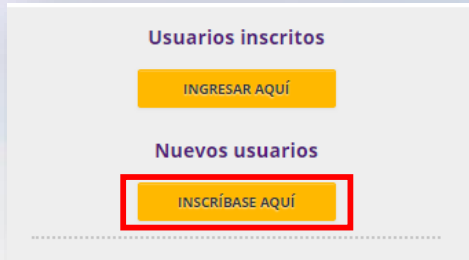 Usuarios inscritos
INGRESAR AQUÍ
Nuevos usuarios
INSCRÍBASE AQUÍ